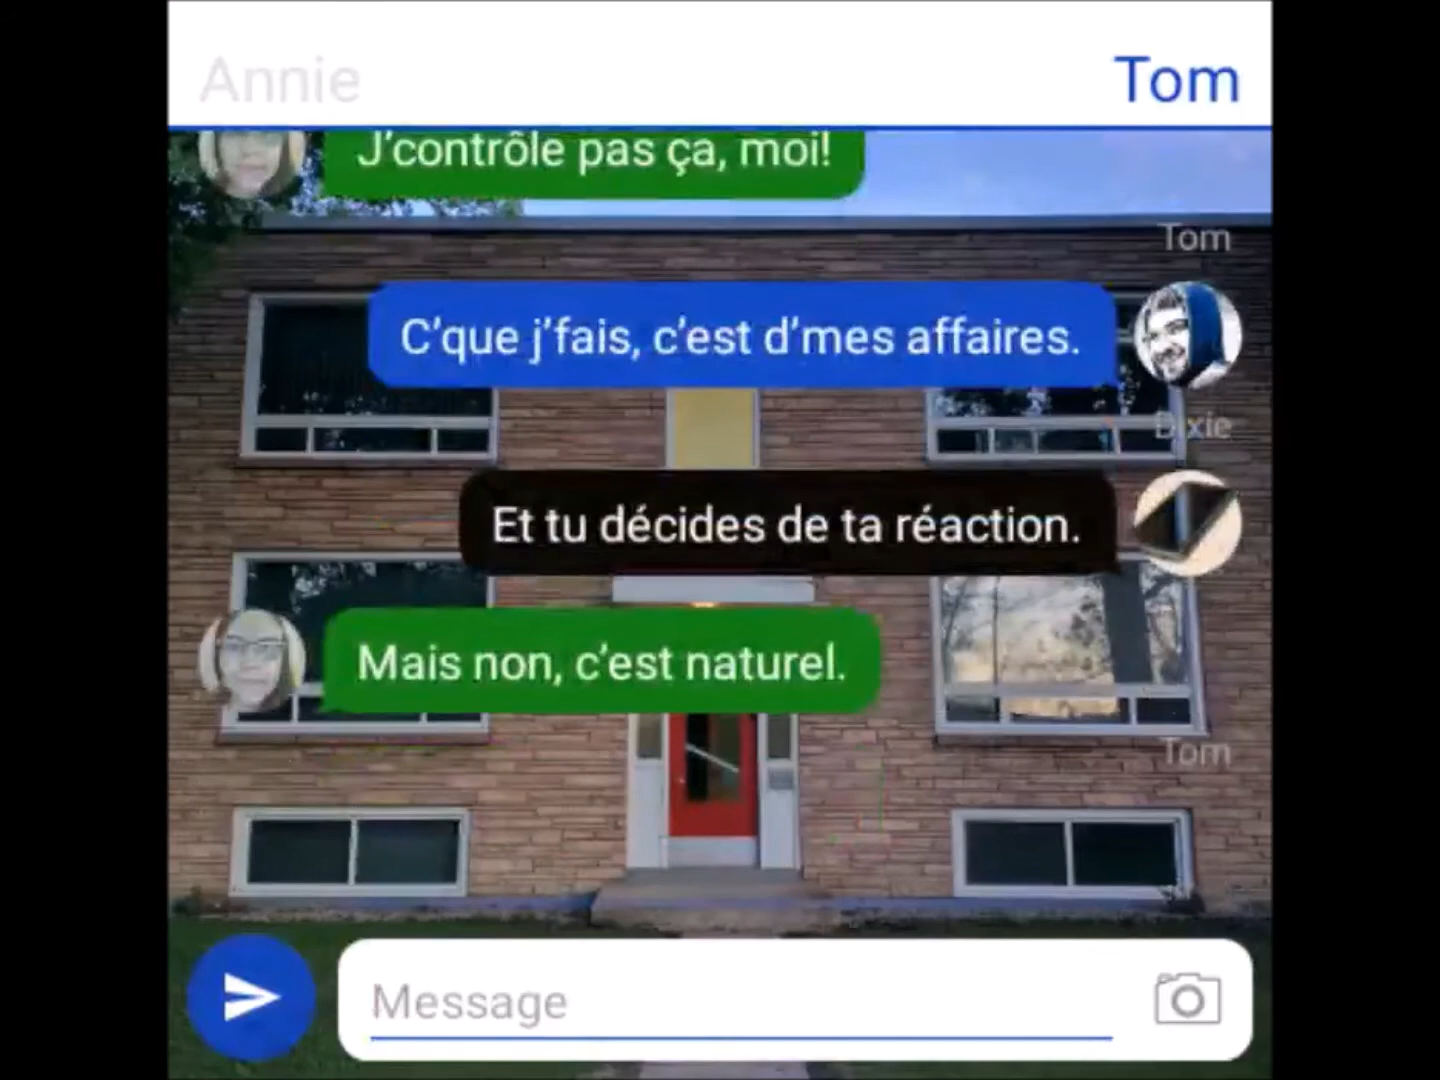 Annie
Tom
J’contrôle pas ça, moi!
Tom
C’que j’fais, c’est d’mes affaires.
Dixie
Et tu décides de ta réaction.
Mais non, c’est naturel.
Tom
Message